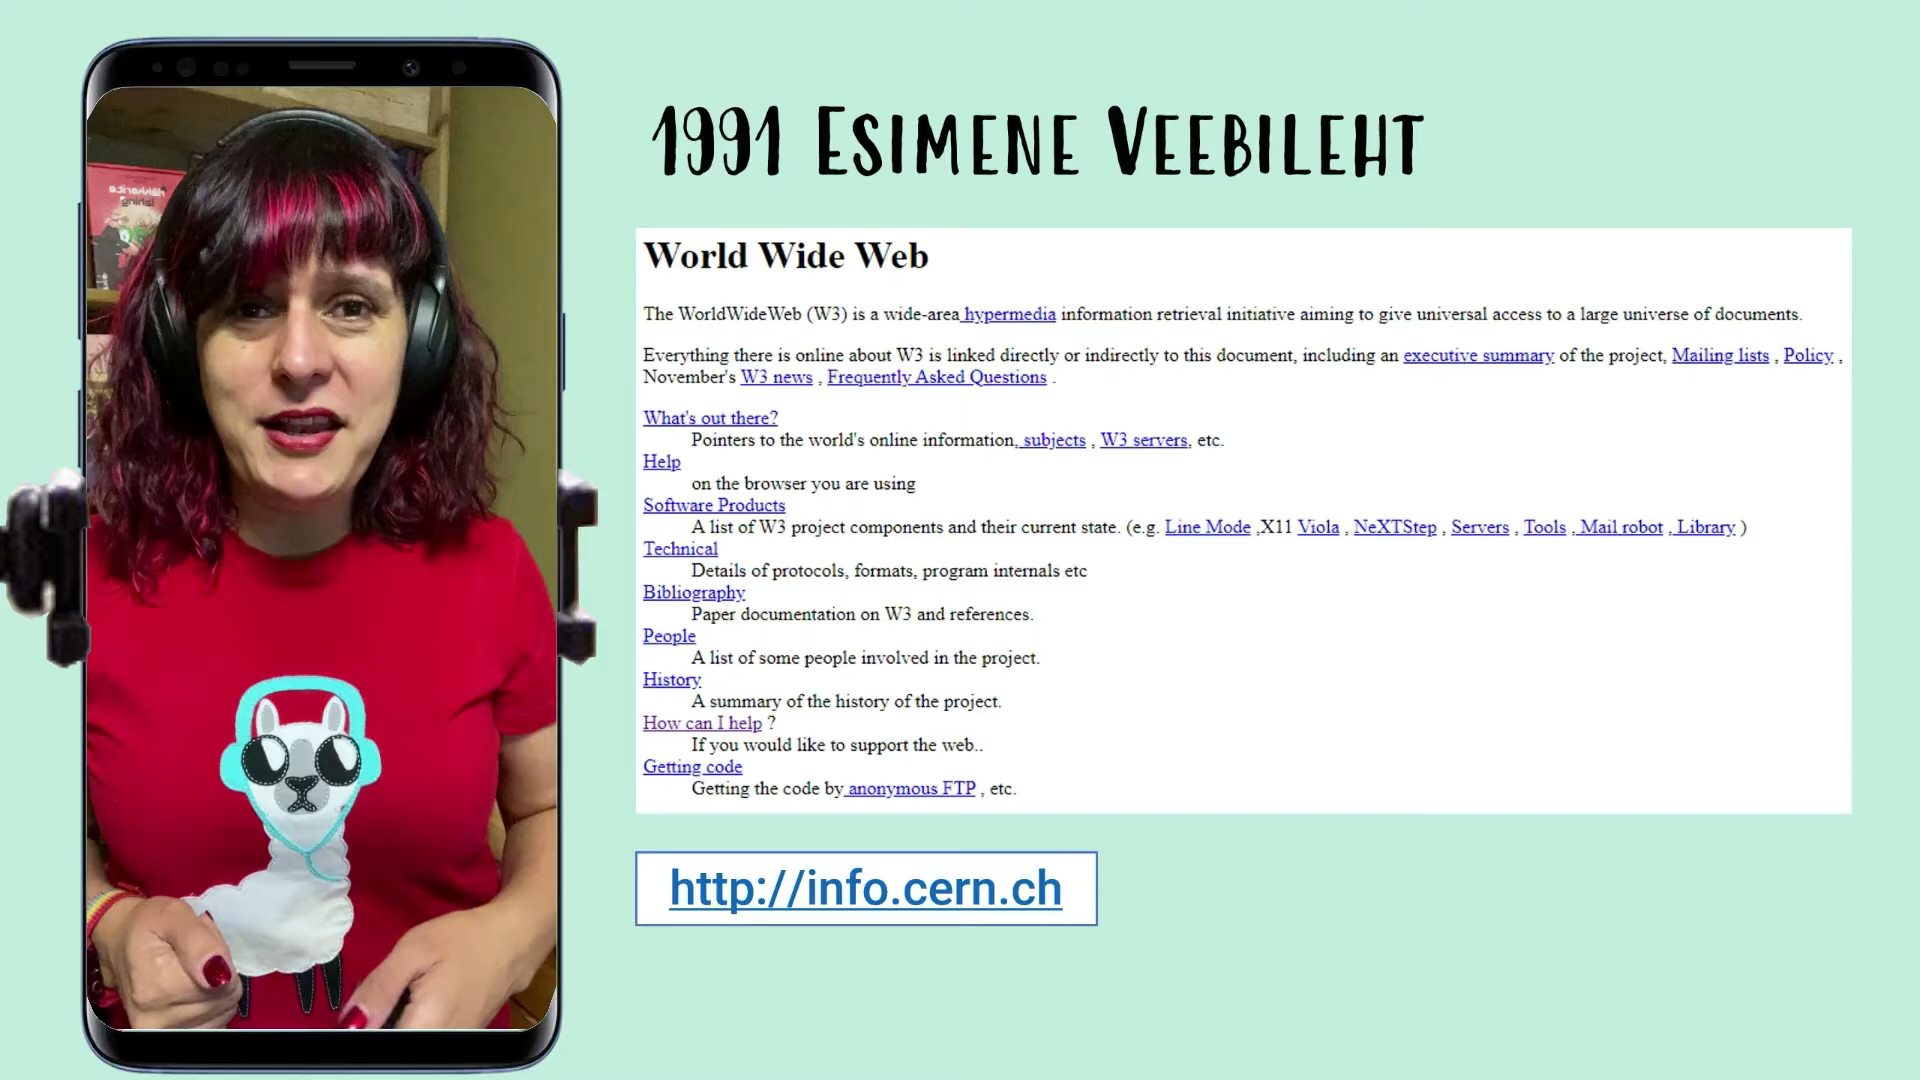 1991 Esimene Veebileht
World Wide Web
The WorldWideWeb (W3) is a wide-area hypermedia information retrieval initiative aiming to give universal access to a large universe of documents.
Everything there is online about W3 is linked directly or indirectly to this document, including an executive summary of the project, Mailing lists , Policy ,
November's W3 news , Frequently Asked Questions .
What's out there?
Pointers to the world's online information, subjects , W3 servers, etc.
Help
on the browser you are using
Software Products
A list of W3 project components and their current state. (e.g. Line Mode ,X11 Viola , NeXTStep , Servers , Tools , Mail robot , Library )
Technical
Details of protocols, formats, program internals etc
Bibliography
Paper documentation on W3 and references.
People
A list of some people involved in the project.
History
A summary of the history of the project.
How can I help ?
If you would like to support the web..
Getting code
Getting the code by anonymous FTP , etc.
http://info.cern.ch